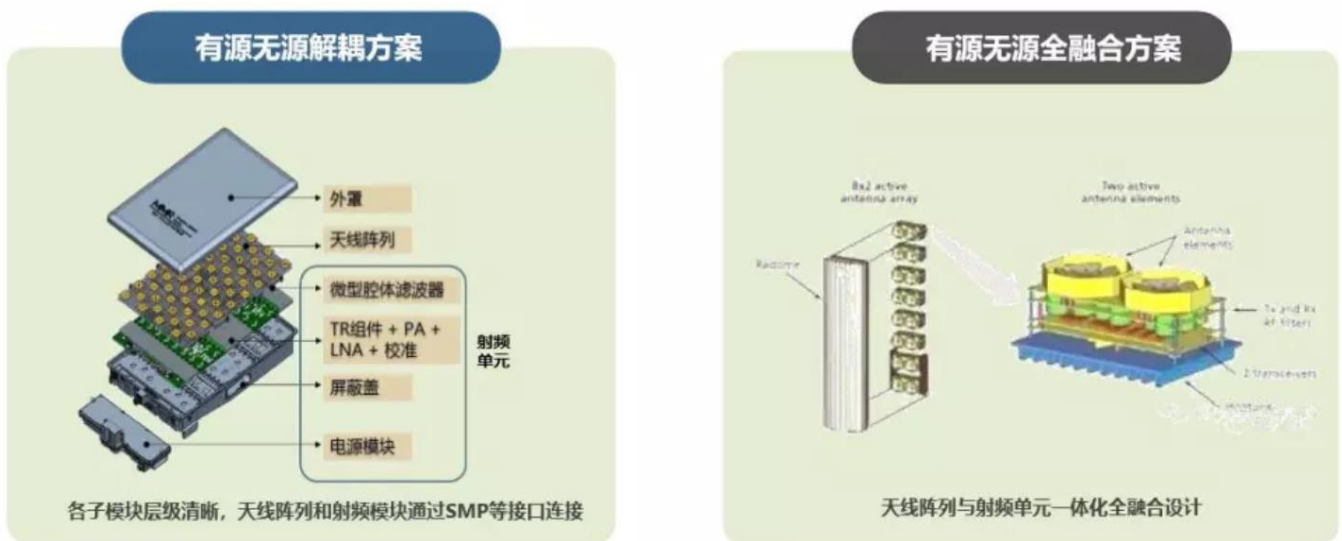 有源无源解耦方案
外罩
天线阵列
微型腔体滤波器
TR组件 + PA +
LNA + 校准
屏蔽盖
电源模块
射频
单元
各子模块层级清晰，天线阵列和射频模块通过SMP等接口连接
有源无源全融合方案
8x2 active
antenna array
Two active
antenna elements
Antenna
elements
Radome
Tx and Rx
RF filters
2 transceivers
天线阵列与射频单元一体化全融合设计